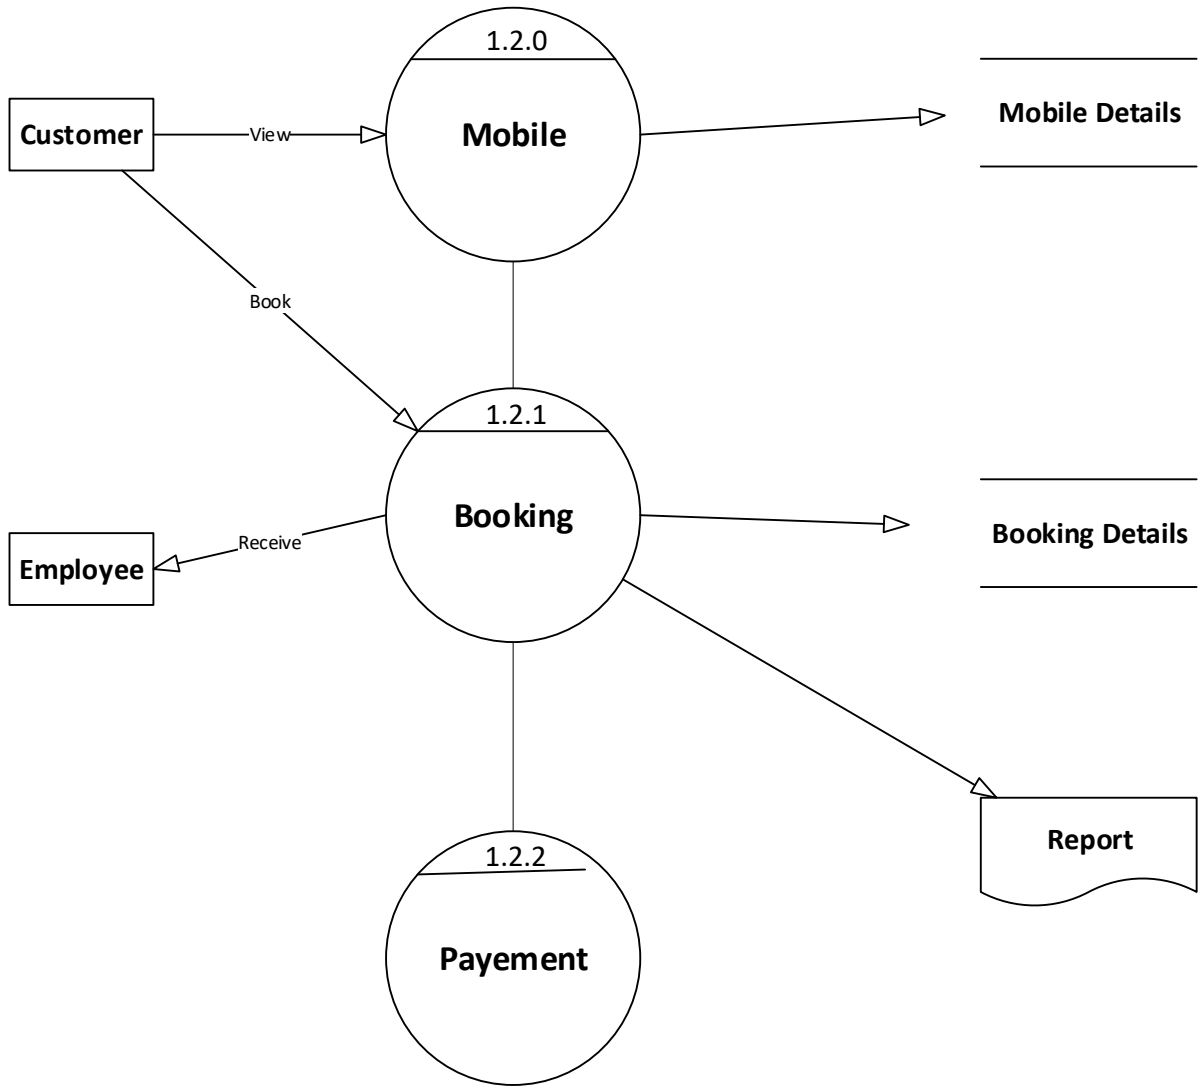 1.2.0
Mobile
Mobile Details
Customer
View
Book
1.2.1
Booking
Booking Details
Receive
Employee
Report
1.2.2
Payement